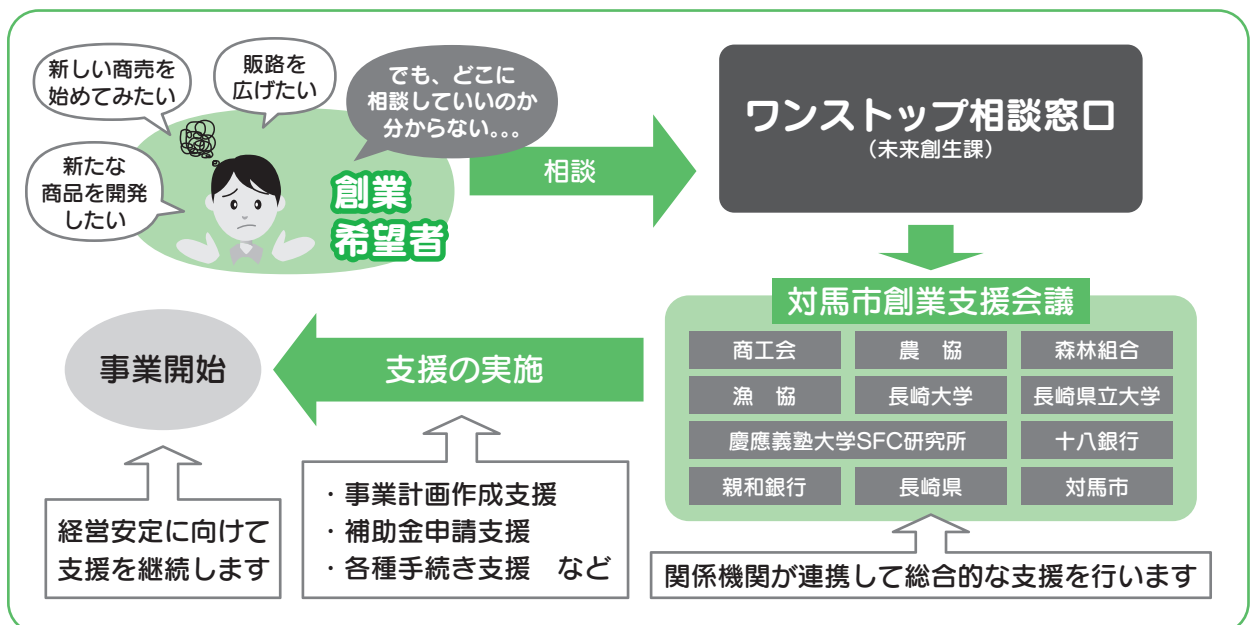 新しい商売を
始めてみたい
販路を
広げたい
でも、どこに
相談していいのか
分からない。。。
新たな
商品を開発
したい
創業
希望者
相談
ワンストップ相談窓口
（未来創生課）
対馬市創業支援会議
商工会
農　協
森林組合
漁　協
長崎大学
長崎県立大学
慶應義塾大学SFC研究所
十八銀行
親和銀行
長崎県
対馬市
関係機関が連携して総合的な支援を行います
支援の実施
・事業計画作成支援
・補助金申請支援
・各種手続き支援　など
事業開始
経営安定に向けて
支援を継続します